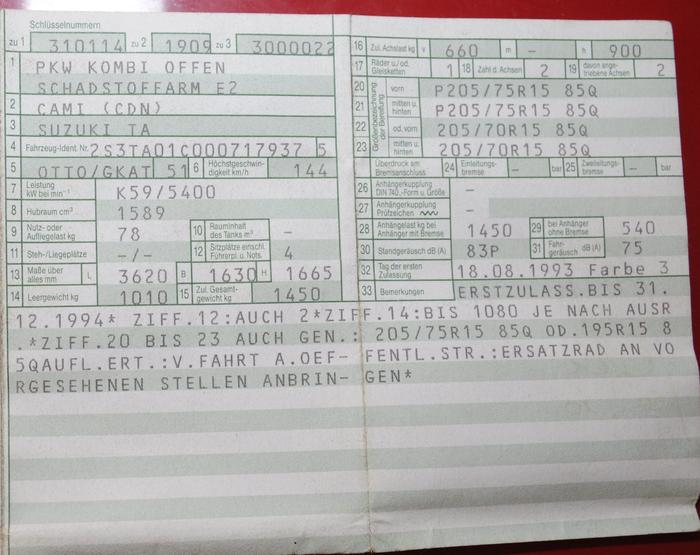 Schlüsselnummern
zu 1 310114 zu 2 1909 zu 3 3000022
1 PKW KOMBI OFFEN
SCHADSTOFFARM E2
2 CAMI (CDN)
3 SUZUKI TA
4 Fahrzeug-Ident. Nr. 2S3TA01C000717937 5
5 OTTO/GKAT 51 6 Höchstgeschwin-digkeit km/h 144
7 Leistung kW bei min⁻¹ K59/5400
8 Hubraum cm³ 1589
9 Nutz- oder Aufliegelast kg 78 10 Rauminhalt des Tanks m³ –
11 Steh-/Liegeplätze –/– 12 Sitzplätze einschl. Führerpl. u. Nots. 4
13 Maße über alles mm L 3620 B 1630 H 1665
14 Leergewicht kg 1010 15 Zul. Gesamt-gewicht kg 1450
16 Zul. Achslast kg v 660 m – h 900
17 Räder u./od. Gleisketten 1 18 Zahl d. Achsen 2 19 davon ange-triebene Achsen 2
Größenbezeichnung der Bereifung
20 vorn P205/75R15 85Q
21 mitten u. hinten P205/75R15 85Q
22 od. vorn 205/70R15 85Q
23 mitten u. hinten 205/70R15 85Q
Überdruck am Bremsanschluss 24 Einleitungs-bremse – bar 25 Zweileitungs-bremse – bar
26 Anhängerkupplung DIN 740.-Form u. Größe –
27 Anhängerkupplung Prüfzeichen –
28 Anhängelast kg bei Anhänger mit Bremse 1450 29 bei Anhänger ohne Bremse 540
30 Standgeräusch dB (A) 83P 31 Fahr-geräusch dB (A) 75
32 Tag der ersten Zulassung 18.08.1993 Farbe 3
33 Bemerkungen ERSTZULASS.BIS 31.
12.1994* ZIFF.12:AUCH 2*ZIFF.14:BIS 1080 JE NACH AUSR
.*ZIFF.20 BIS 23 AUCH GEN.: 205/75R15 85Q OD.195R15 8
5QAUFL.ERT.:V.FAHRT A.OEF-FENTL.STR.:ERSATZRAD AN VO
RGESEHENEN STELLEN ANBRIN-GEN*